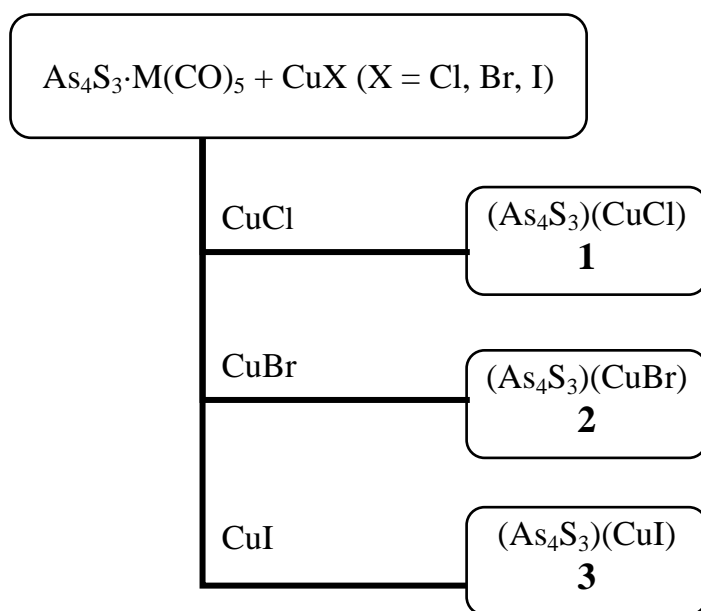 As₄S₃·M(CO)₅ + CuX (X = Cl, Br, I)
CuCl
(As₄S₃)(CuCl)
1
CuBr
(As₄S₃)(CuBr)
2
CuI
(As₄S₃)(CuI)
3